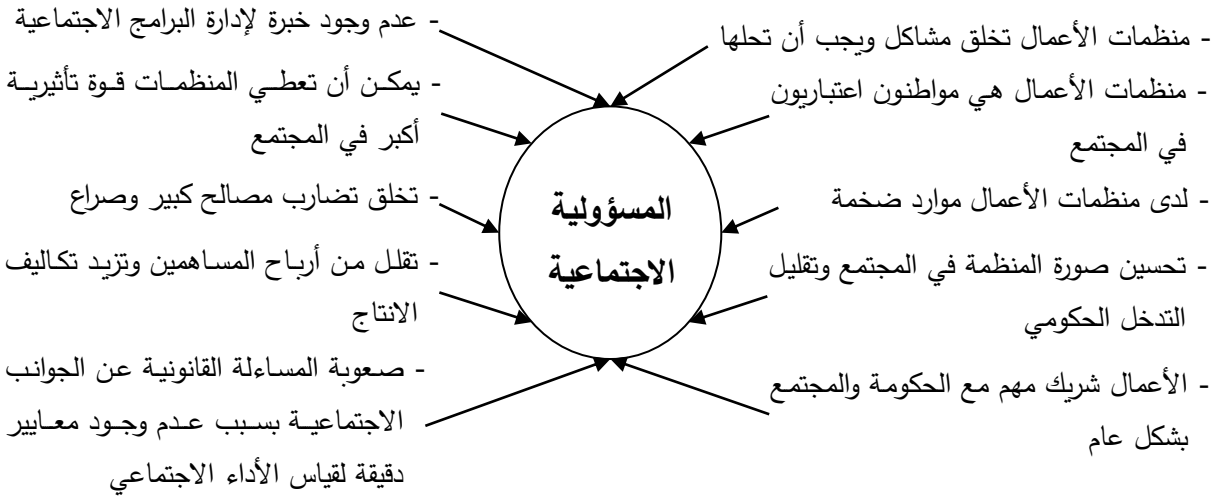 - منظمات الأعمال تخلق مشاكل ويجب أن تحلها
- منظمات الأعمال هي مواطنون اعتباريون
في المجتمع
- لدى منظمات الأعمال موارد ضخمة
- تحسين صورة المنظمة في المجتمع وتقليل
التدخل الحكومي
- الأعمال شريك مهم مع الحكومة والمجتمع
بشكل عام
المسؤولية
الاجتماعية
- عدم وجود خبرة لإدارة البرامج الاجتماعية
- يمكن أن تعطي المنظمات قوة تأثيرية
أكبر في المجتمع
- تخلق تضارب مصالح كبير وصراع
- تقلل من أرباح المساهمين وتزيد تكاليف
الانتاج
- صعوبة المساءلة القانونية عن الجوانب
الاجتماعية بسبب عدم وجود معايير
دقيقة لقياس الأداء الاجتماعي